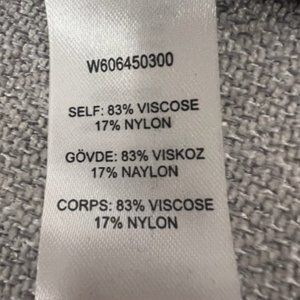 W606450300
SELF: 83% VISCOSE
17% NYLON
GÖVDE: 83% VISKOZ
17% NAYLON
CORPS: 83% VISCOSE
17% NYLON